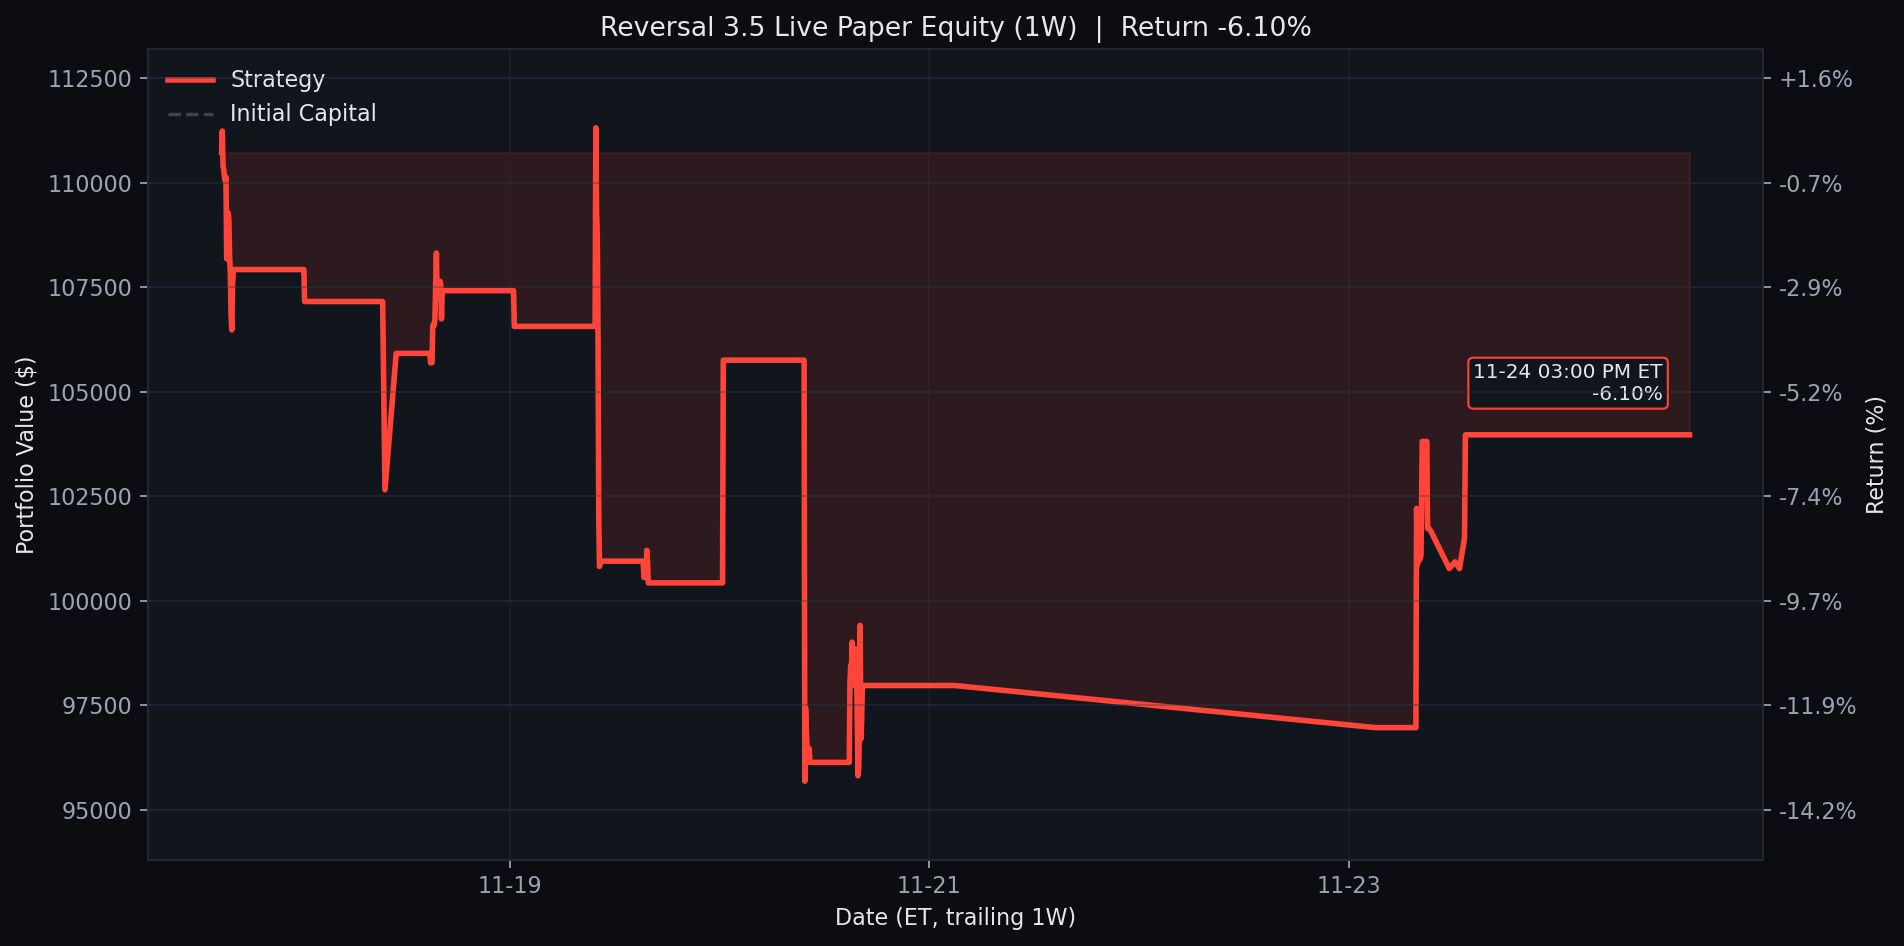 Reversal 3.5 Live Paper Equity (1W)  |  Return -6.10%
Strategy
Initial Capital
112500
110000
107500
105000
102500
100000
97500
95000
Portfolio Value ($)
+1.6%
-0.7%
-2.9%
-5.2%
-7.4%
-9.7%
-11.9%
-14.2%
Return (%)
11-24 03:00 PM ET
-6.10%
11-19
11-21
11-23
Date (ET, trailing 1W)